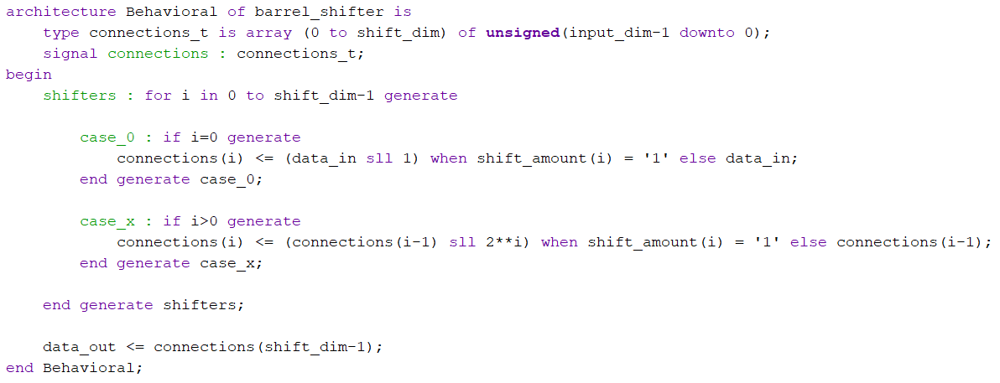 architecture Behavioral of barrel_shifter is
    type connections_t is array (0 to shift_dim) of unsigned(input_dim-1 downto 0);
    signal connections : connections_t;
begin
    shifters : for i in 0 to shift_dim-1 generate

        case_0 : if i=0 generate
            connections(i) <= (data_in sll 1) when shift_amount(i) = '1' else data_in;
        end generate case_0;

        case_x : if i>0 generate
            connections(i) <= (connections(i-1) sll 2**i) when shift_amount(i) = '1' else connections(i-1);
        end generate case_x;

    end generate shifters;

    data_out <= connections(shift_dim-1);
end Behavioral;